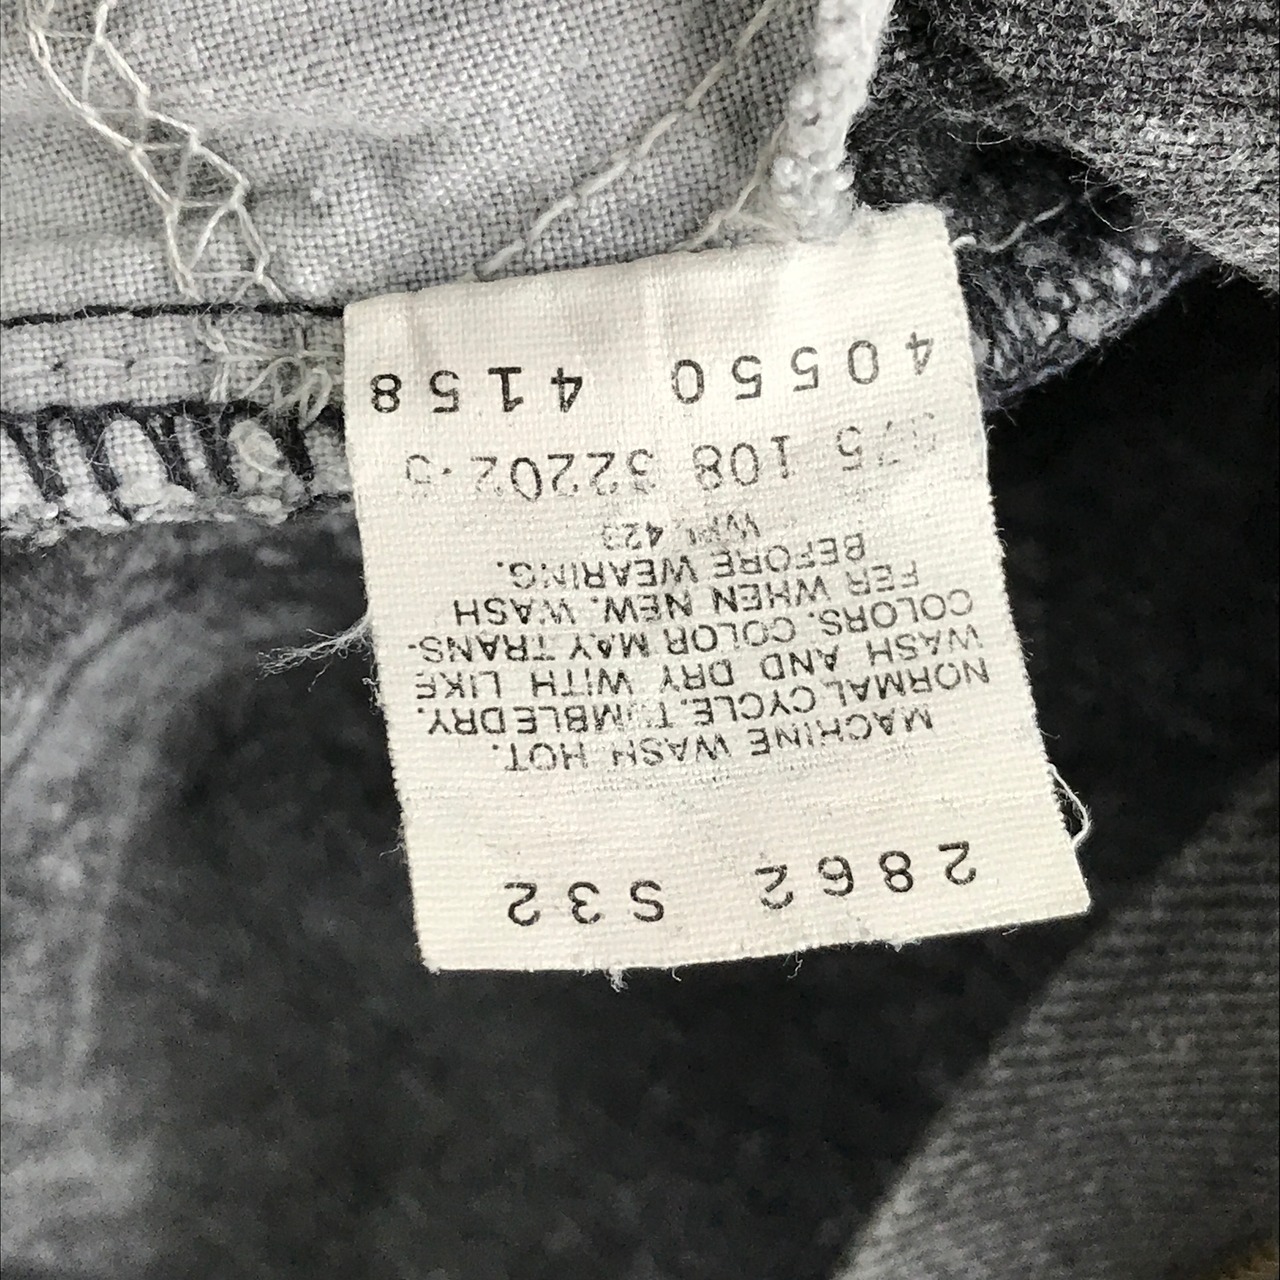 2862 S32
MACHINE WASH HOT.
NORMAL CYCLE. TUMBLE DRY.
WASH AND DRY WITH LIKE
COLORS. COLOR MAY TRANS-
FER WHEN NEW. WASH
BEFORE WEARING.
WPL 423
108 32202-5
40550 4158